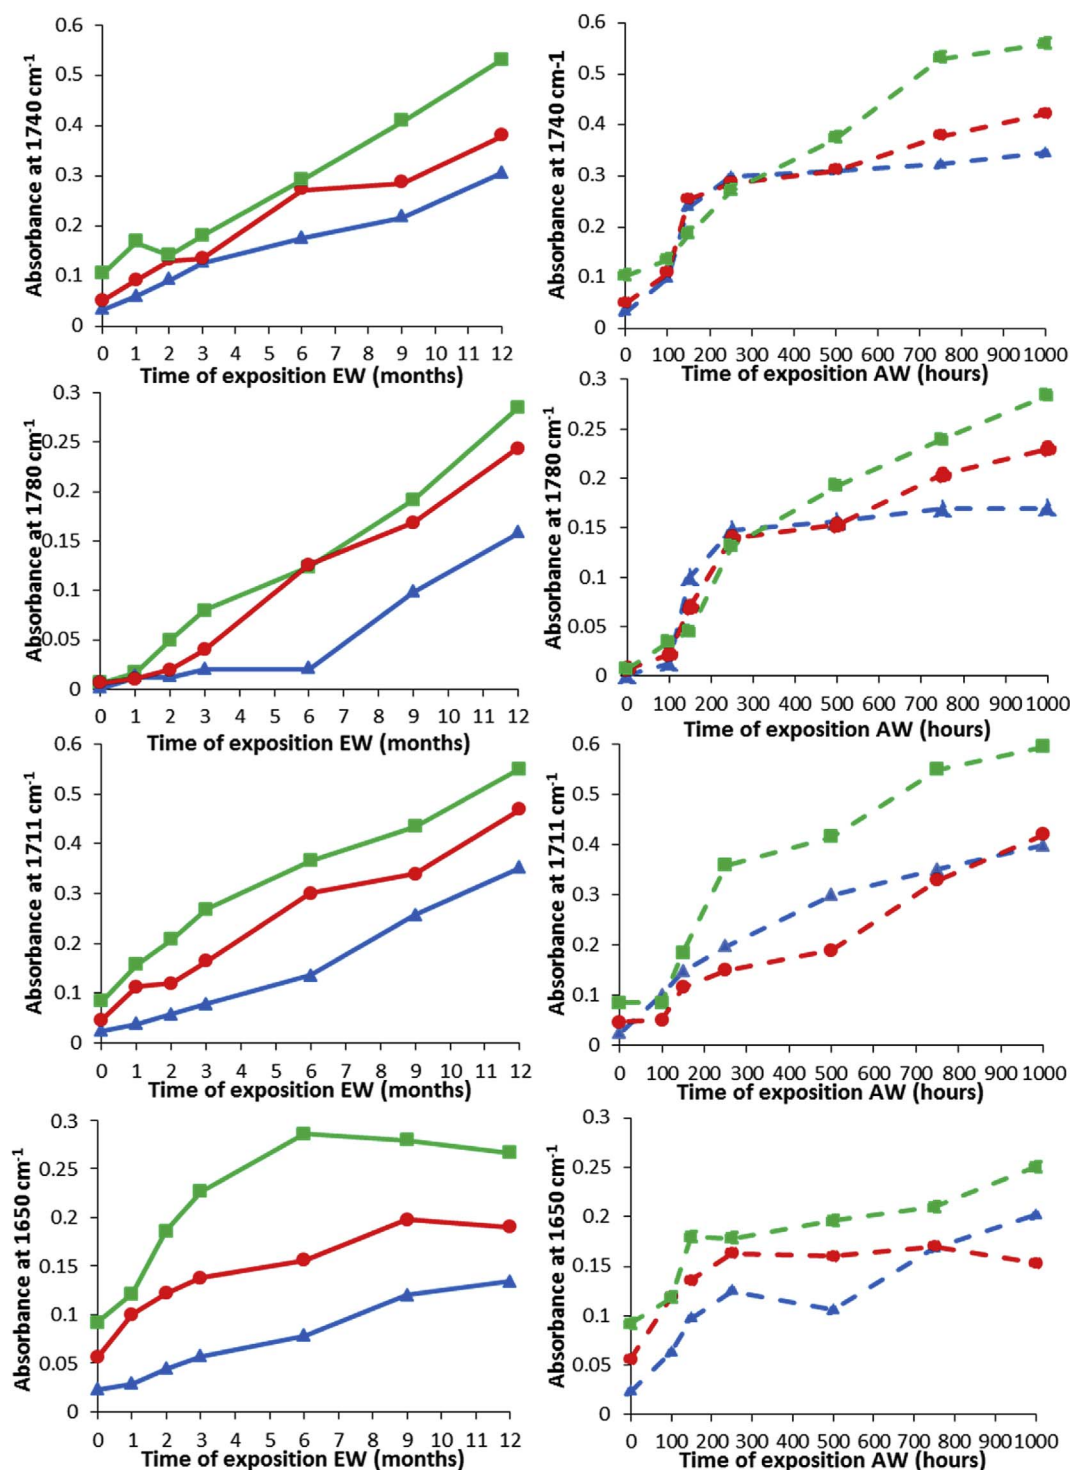 Absorbance at 1740 cm⁻¹
0.6
0.5
0.4
0.3
0.2
0.1
0
0 1 2 3 4 5 6 7 8 9 10 11 12
Time of exposition EW (months)
Absorbance at 1740 cm-1
0.6
0.5
0.4
0.3
0.2
0.1
0
0 100 200 300 400 500 600 700 800 900 1000
Time of exposition AW (hours)
Absorbance at 1780 cm⁻¹
0.3
0.25
0.2
0.15
0.1
0.05
0
0 1 2 3 4 5 6 7 8 9 10 11 12
Time of exposition EW (months)
Absorbance at 1780 cm⁻¹
0.3
0.25
0.2
0.15
0.1
0.05
0
0 100 200 300 400 500 600 700 800 900 1000
Time of exposition AW (hours)
Absorbance at 1711 cm⁻¹
0.6
0.5
0.4
0.3
0.2
0.1
0
0 1 2 3 4 5 6 7 8 9 10 11 12
Time of exposition EW (months)
Absorbance at 1711 cm⁻¹
0.6
0.5
0.4
0.3
0.2
0.1
0
0 100 200 300 400 500 600 700 800 900 1000
Time of exposition AW (hours)
Absorbance at 1650 cm⁻¹
0.3
0.25
0.2
0.15
0.1
0.05
0
0 1 2 3 4 5 6 7 8 9 10 11 12
Time of exposition EW (months)
Absorbance at 1650 cm⁻¹
0.3
0.25
0.2
0.15
0.1
0.05
0
0 100 200 300 400 500 600 700 800 900 1000
Time of exposition AW (hours)